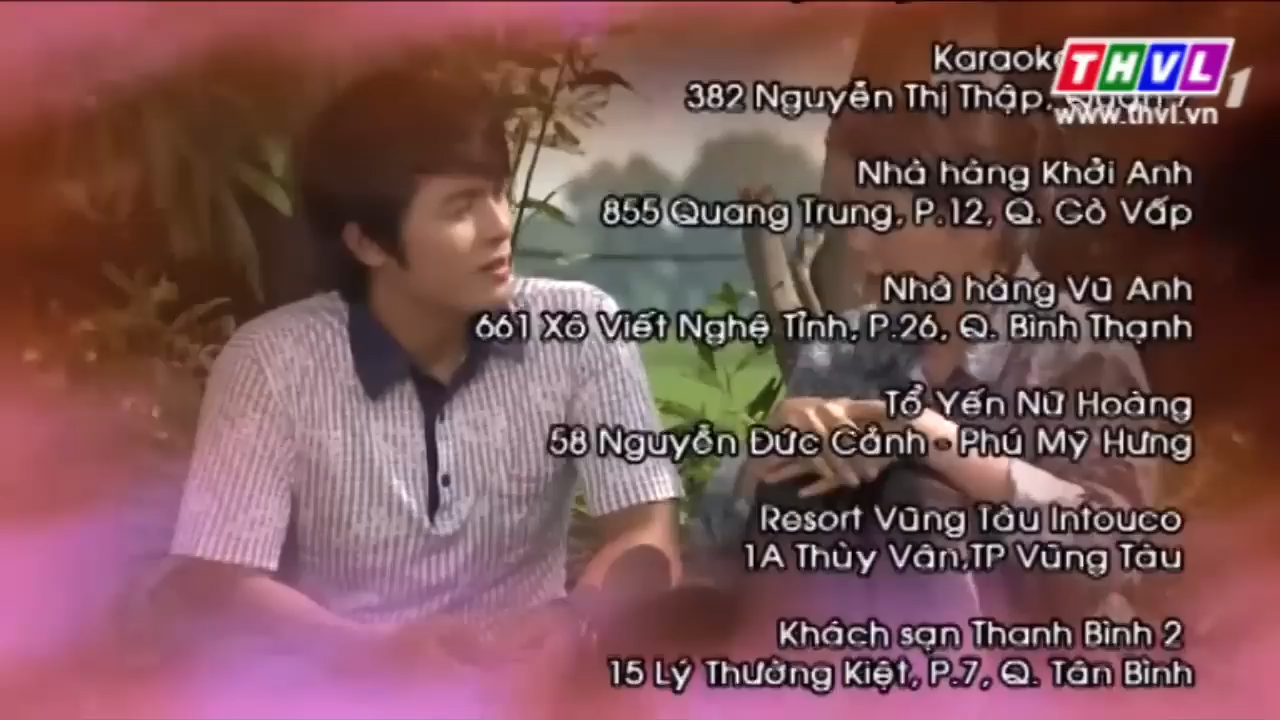 Karaoke
THVL 1
382 Nguyễn Thị Thập, Quận 7
www.thvl.vn
Nhà hàng Khởi Anh
855 Quang Trung, P.12, Q. Gò Vấp
Nhà hàng Vũ Anh
661 Xô Viết Nghệ Tĩnh, P.26, Q. Bình Thạnh
Tổ Yến Nữ Hoàng
58 Nguyễn Đức Cảnh - Phú Mỹ Hưng
Resort Vũng Tàu Intouco
1A Thùy Vân,TP Vũng Tàu
Khách sạn Thanh Bình 2
15 Lý Thường Kiệt, P.7, Q. Tân Bình